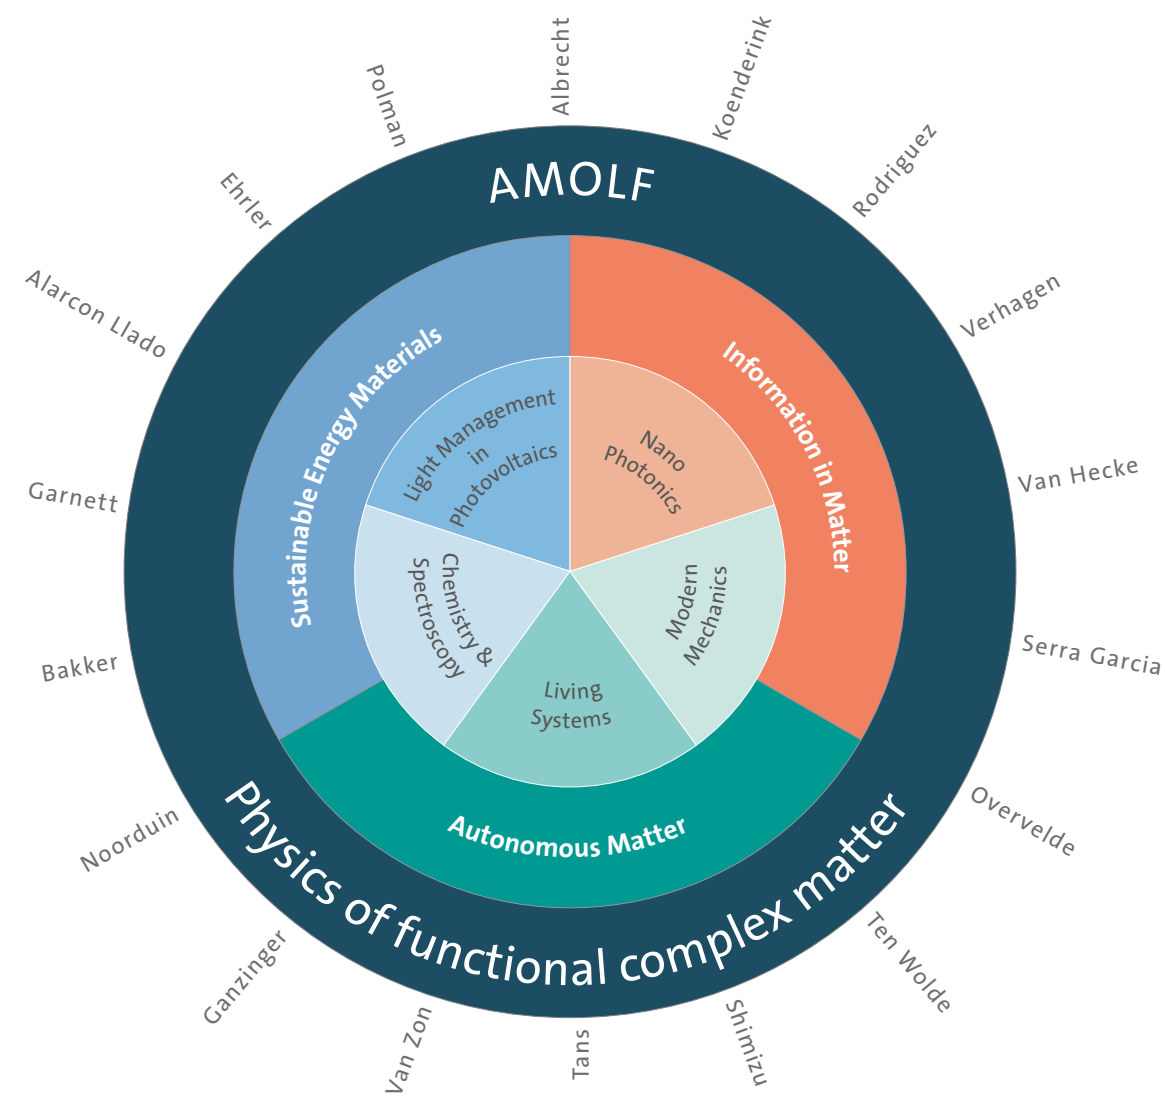 Albrecht
Koenderink
Rodriguez
Verhagen
Van Hecke
Serra Garcia
Overvelde
Ten Wolde
Shimizu
Tans
Van Zon
Ganzinger
Noorduin
Bakker
Garnett
Alarcon Llado
Ehrler
Polman
AMOLF
Physics of functional complex matter
Sustainable Energy Materials
Information in Matter
Autonomous Matter
Light Management
in
Photovoltaics
Nano
Photonics
Modern
Mechanics
Living
Systems
Chemistry &
Spectroscopy